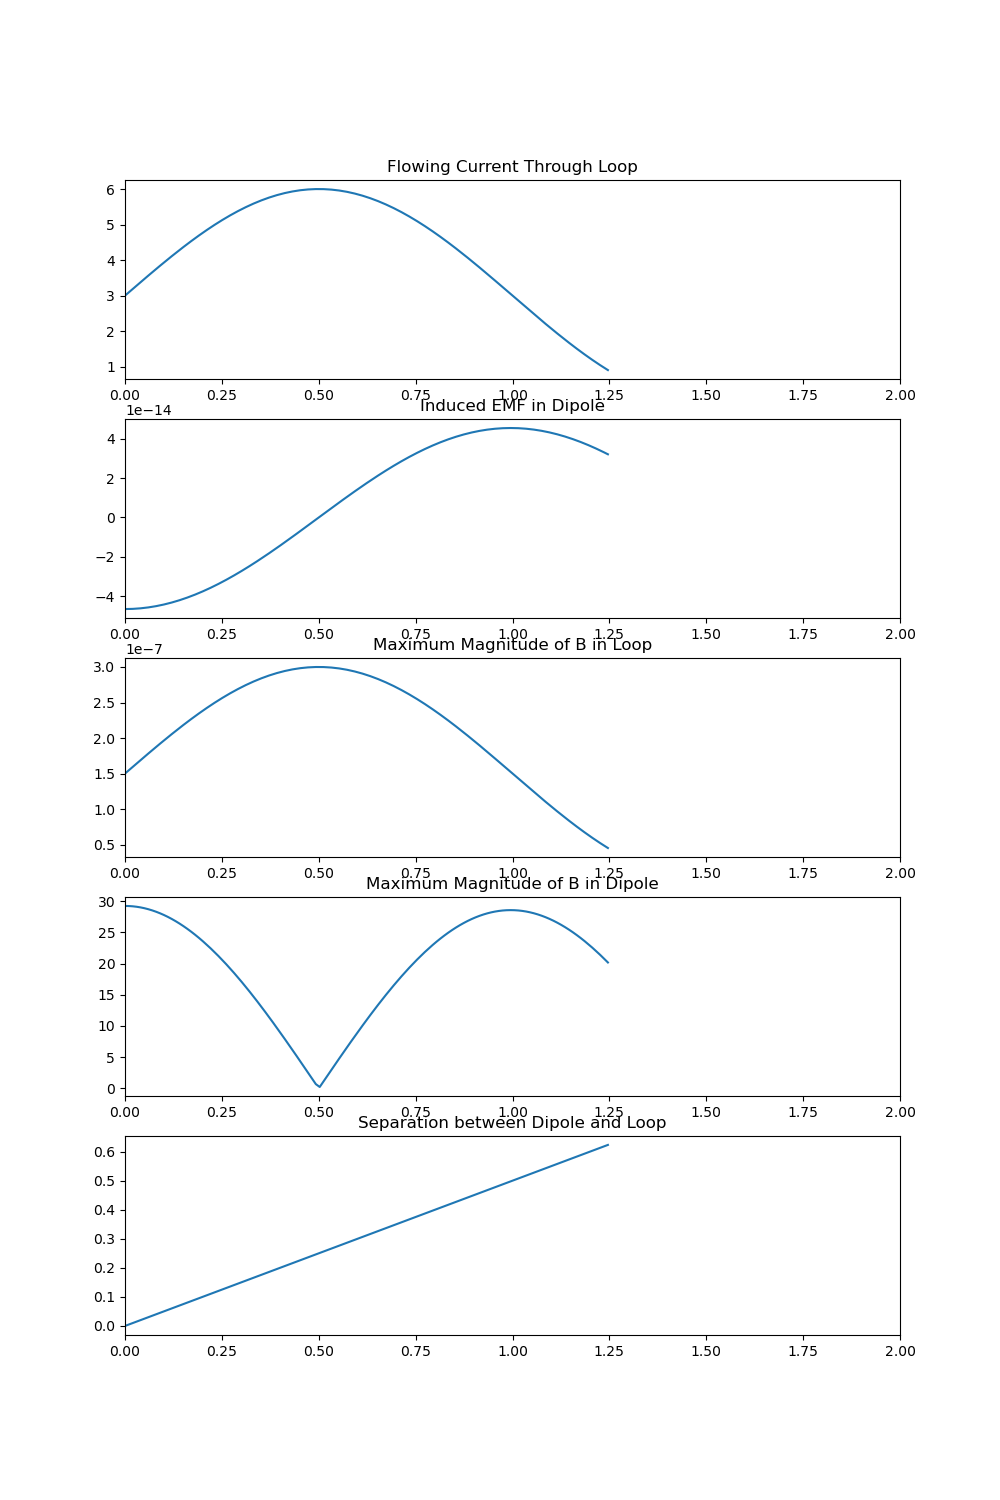 Flowing Current Through Loop
6
5
4
3
2
1
0.00 0.25 0.50 0.75 1.00 1.25 1.50 1.75 2.00
Induced EMF in Dipole
1e−14
4
2
0
−2
−4
0.00 0.25 0.50 0.75 1.00 1.25 1.50 1.75 2.00
Maximum Magnitude of B in Loop
1e−7
3.0
2.5
2.0
1.5
1.0
0.5
0.00 0.25 0.50 0.75 1.00 1.25 1.50 1.75 2.00
Maximum Magnitude of B in Dipole
30
25
20
15
10
5
0
0.00 0.25 0.50 0.75 1.00 1.25 1.50 1.75 2.00
Separation between Dipole and Loop
0.6
0.5
0.4
0.3
0.2
0.1
0.0
0.00 0.25 0.50 0.75 1.00 1.25 1.50 1.75 2.00